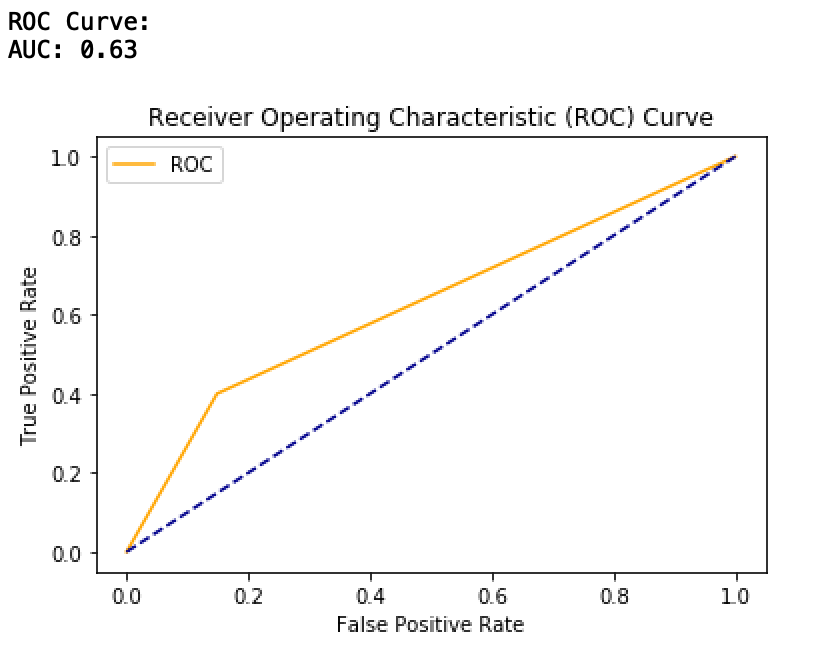 ROC Curve:
AUC: 0.63
Receiver Operating Characteristic (ROC) Curve
ROC
1.0
0.8
0.6
0.4
0.2
0.0
True Positive Rate
0.0 0.2 0.4 0.6 0.8 1.0
False Positive Rate